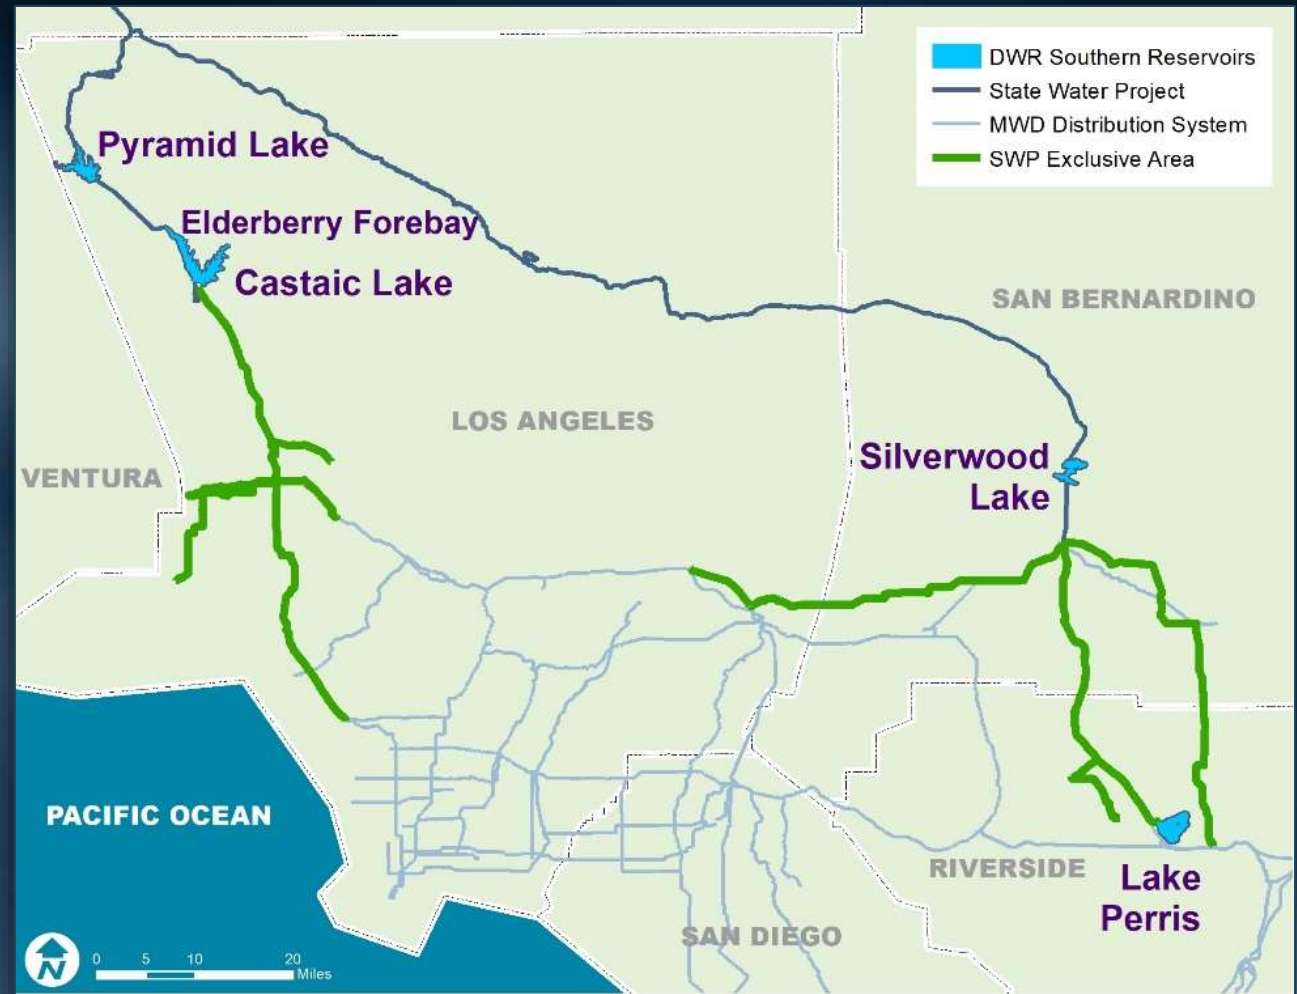 DWR Southern Reservoirs
State Water Project
MWD Distribution System
SWP Exclusive Area
Pyramid Lake
Elderberry Forebay
Castaic Lake
SAN BERNARDINO
LOS ANGELES
VENTURA
Silverwood
Lake
PACIFIC OCEAN
RIVERSIDE
Lake
Perris
SAN DIEGO
N
0 5 10 20
Miles